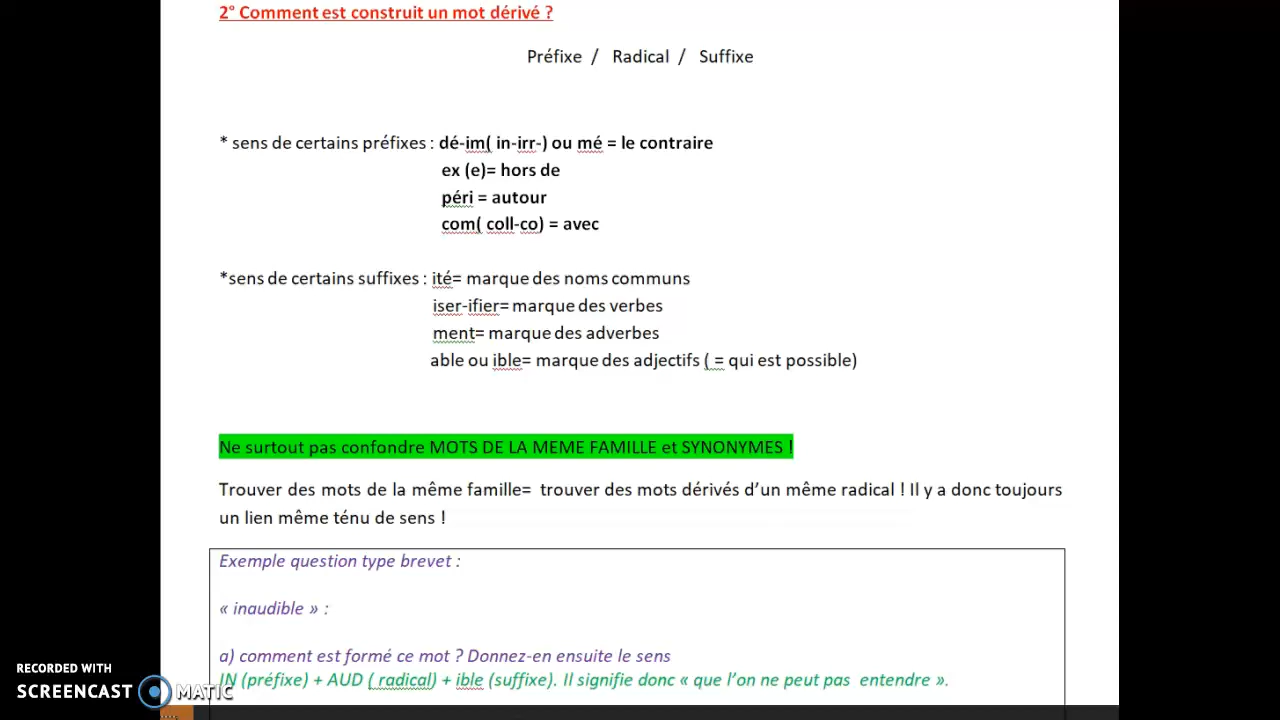 2° Comment est construit un mot dérivé ?
Préfixe / Radical / Suffixe
* sens de certains préfixes : dé-im( in-irr-) ou mé = le contraire
ex (e)= hors de
péri = autour
com( coll-co) = avec
*sens de certains suffixes : ité= marque des noms communs
iser-ifier= marque des verbes
ment= marque des adverbes
able ou ible= marque des adjectifs ( = qui est possible)
Ne surtout pas confondre MOTS DE LA MEME FAMILLE et SYNONYMES !
Trouver des mots de la même famille= trouver des mots dérivés d’un même radical ! Il y a donc toujours
un lien même ténu de sens !
Exemple question type brevet :
« inaudible » :
a) comment est formé ce mot ? Donnez-en ensuite le sens
IN (préfixe) + AUD ( radical) + ible (suffixe). Il signifie donc « que l’on ne peut pas entendre ».
RECORDED WITH
SCREENCAST MATIC